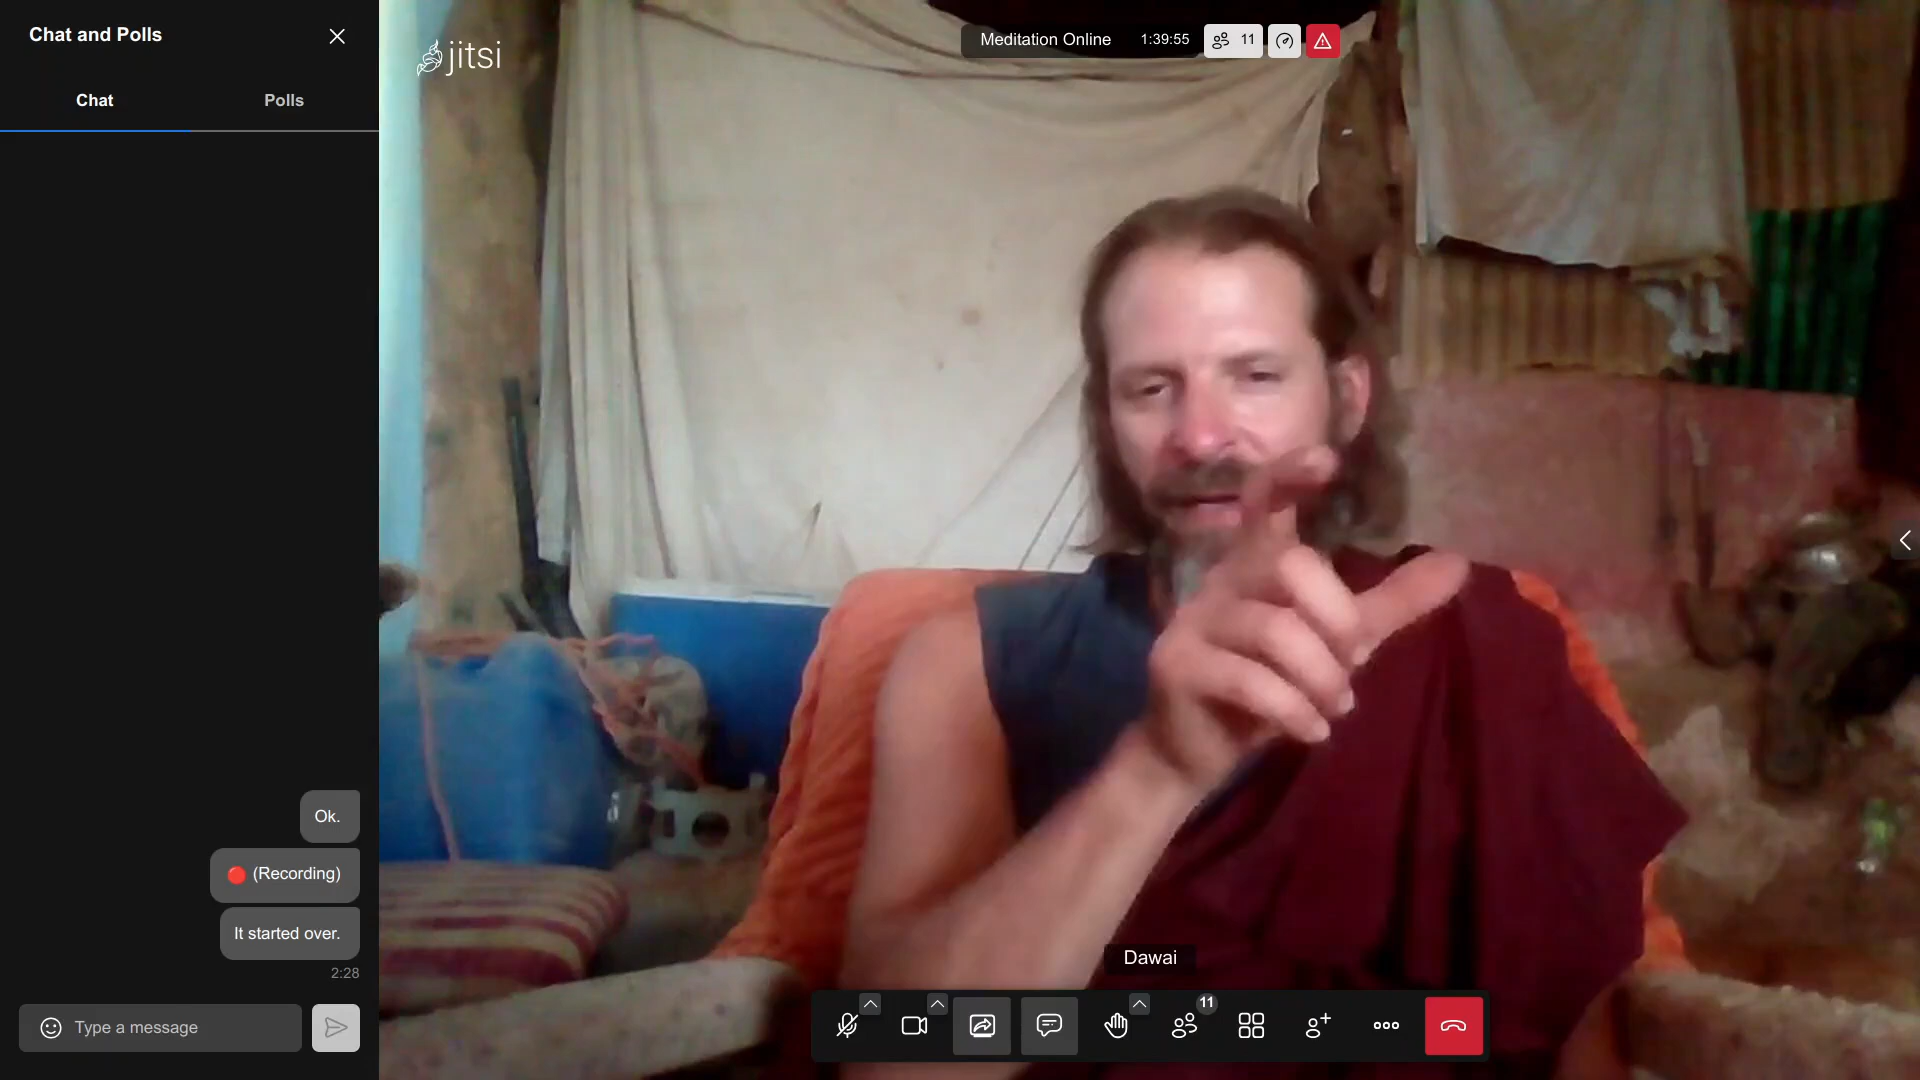 Chat and Polls
Chat
Polls
Ok.
🔴 (Recording)
It started over.
2:28
Type a message
jitsi
Meditation Online
1:39:55
11
Dawai
11